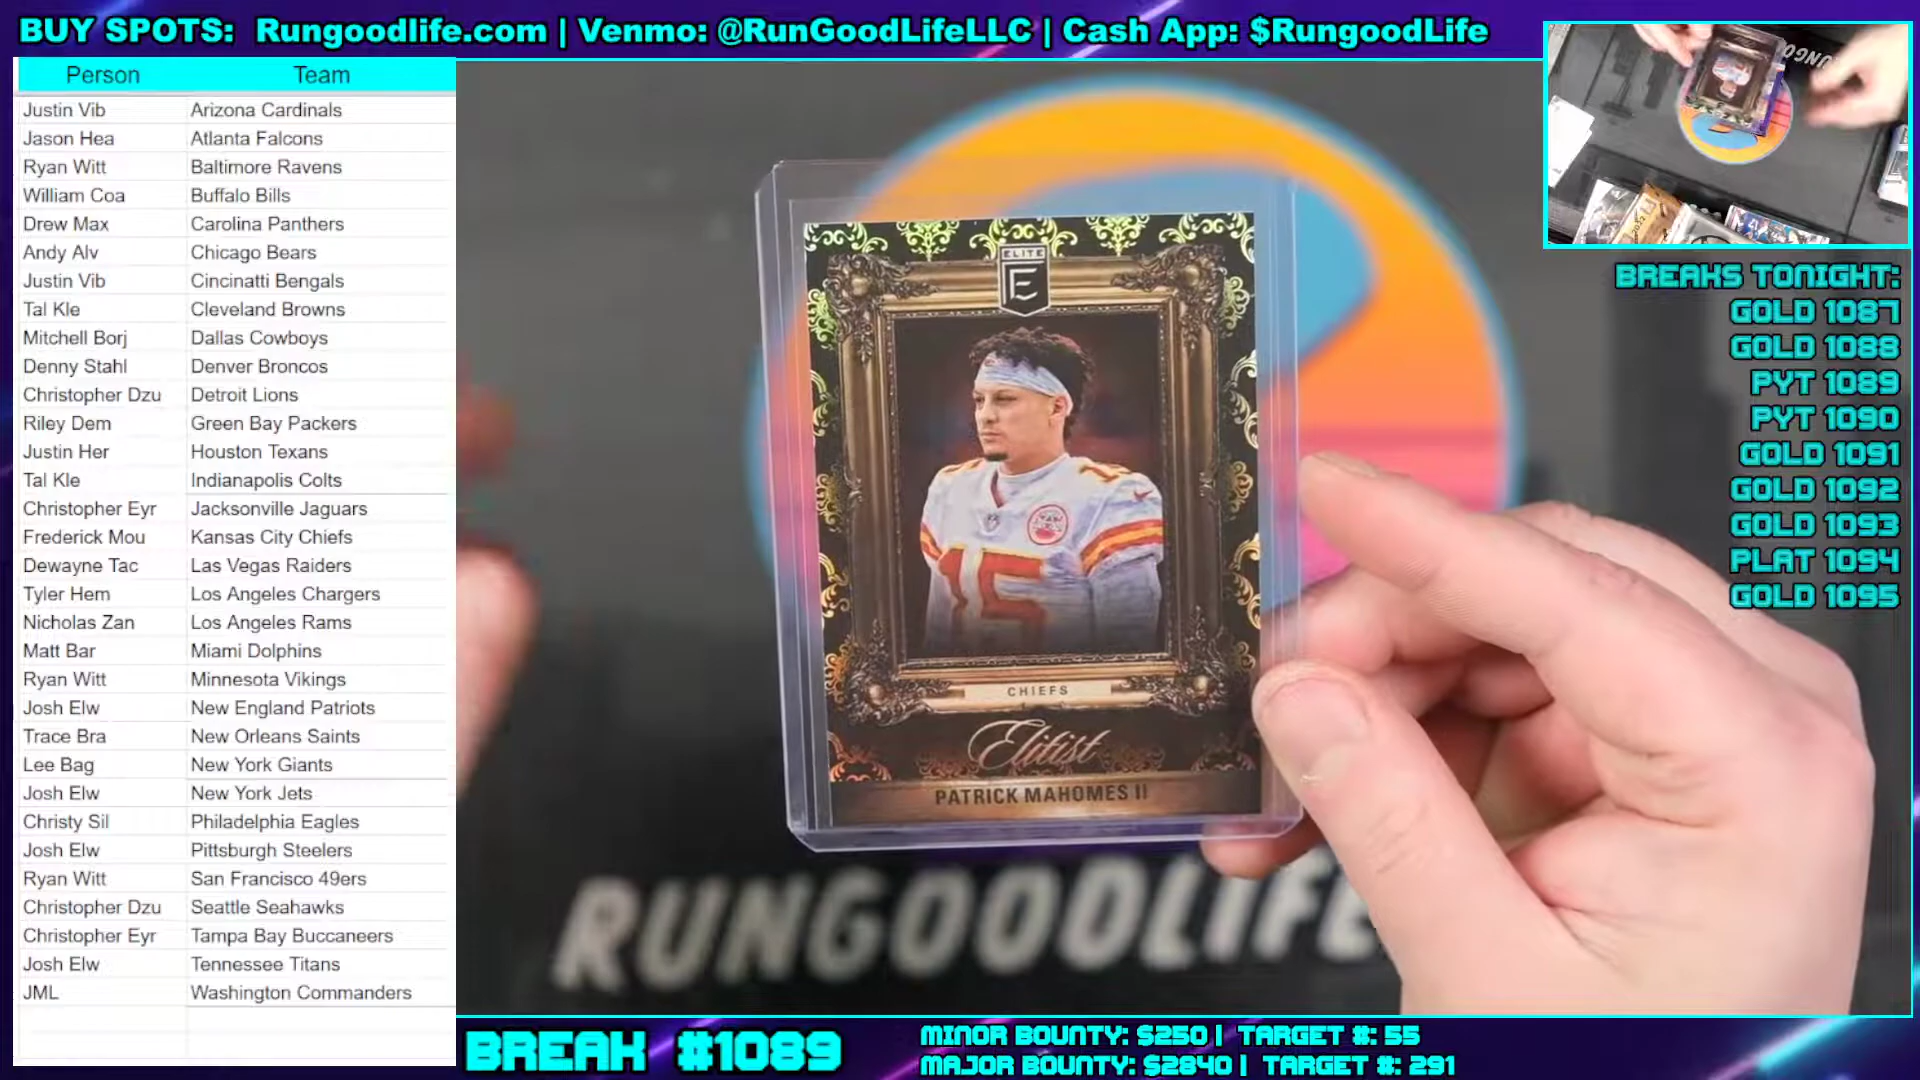 BUY SPOTS: Rungoodlife.com | Venmo: @RunGoodLifeLLC | Cash App: $RungoodLife
Person Team
Justin Vib Arizona Cardinals
Jason Hea Atlanta Falcons
Ryan Witt Baltimore Ravens
William Coa Buffalo Bills
Drew Max Carolina Panthers
Andy Alv Chicago Bears
Justin Vib Cincinatti Bengals
Tal Kle Cleveland Browns
Mitchell Borj Dallas Cowboys
Denny Stahl Denver Broncos
Christopher Dzu Detroit Lions
Riley Dem Green Bay Packers
Justin Her Houston Texans
Tal Kle Indianapolis Colts
Christopher Eyr Jacksonville Jaguars
Frederick Mou Kansas City Chiefs
Dewayne Tac Las Vegas Raiders
Tyler Hem Los Angeles Chargers
Nicholas Zan Los Angeles Rams
Matt Bar Miami Dolphins
Ryan Witt Minnesota Vikings
Josh Elw New England Patriots
Trace Bra New Orleans Saints
Lee Bag New York Giants
Josh Elw New York Jets
Christy Sil Philadelphia Eagles
Josh Elw Pittsburgh Steelers
Ryan Witt San Francisco 49ers
Christopher Dzu Seattle Seahawks
Christopher Eyr Tampa Bay Buccaneers
Josh Elw Tennessee Titans
JML Washington Commanders
ELITE
E
15
CHIEFS
Elitist
PATRICK MAHOMES II
RUNGOODLIFE
BREAKS TONIGHT:
GOLD 1087
GOLD 1088
PYT 1089
PYT 1090
GOLD 1091
GOLD 1092
GOLD 1093
PLAT 1094
GOLD 1095
BREAK #1089
MINOR BOUNTY: $250 | TARGET #: 55
MAJOR BOUNTY: $2840 | TARGET #: 291